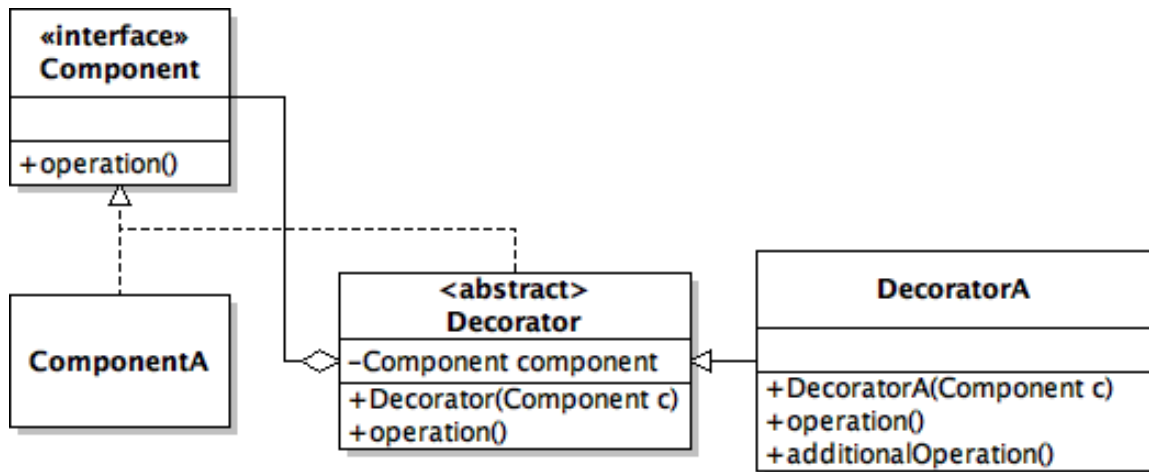 «interface»
Component
+operation()
ComponentA
<abstract>
Decorator
–Component component
+Decorator(Component c)
+operation()
DecoratorA
+DecoratorA(Component c)
+operation()
+additionalOperation()